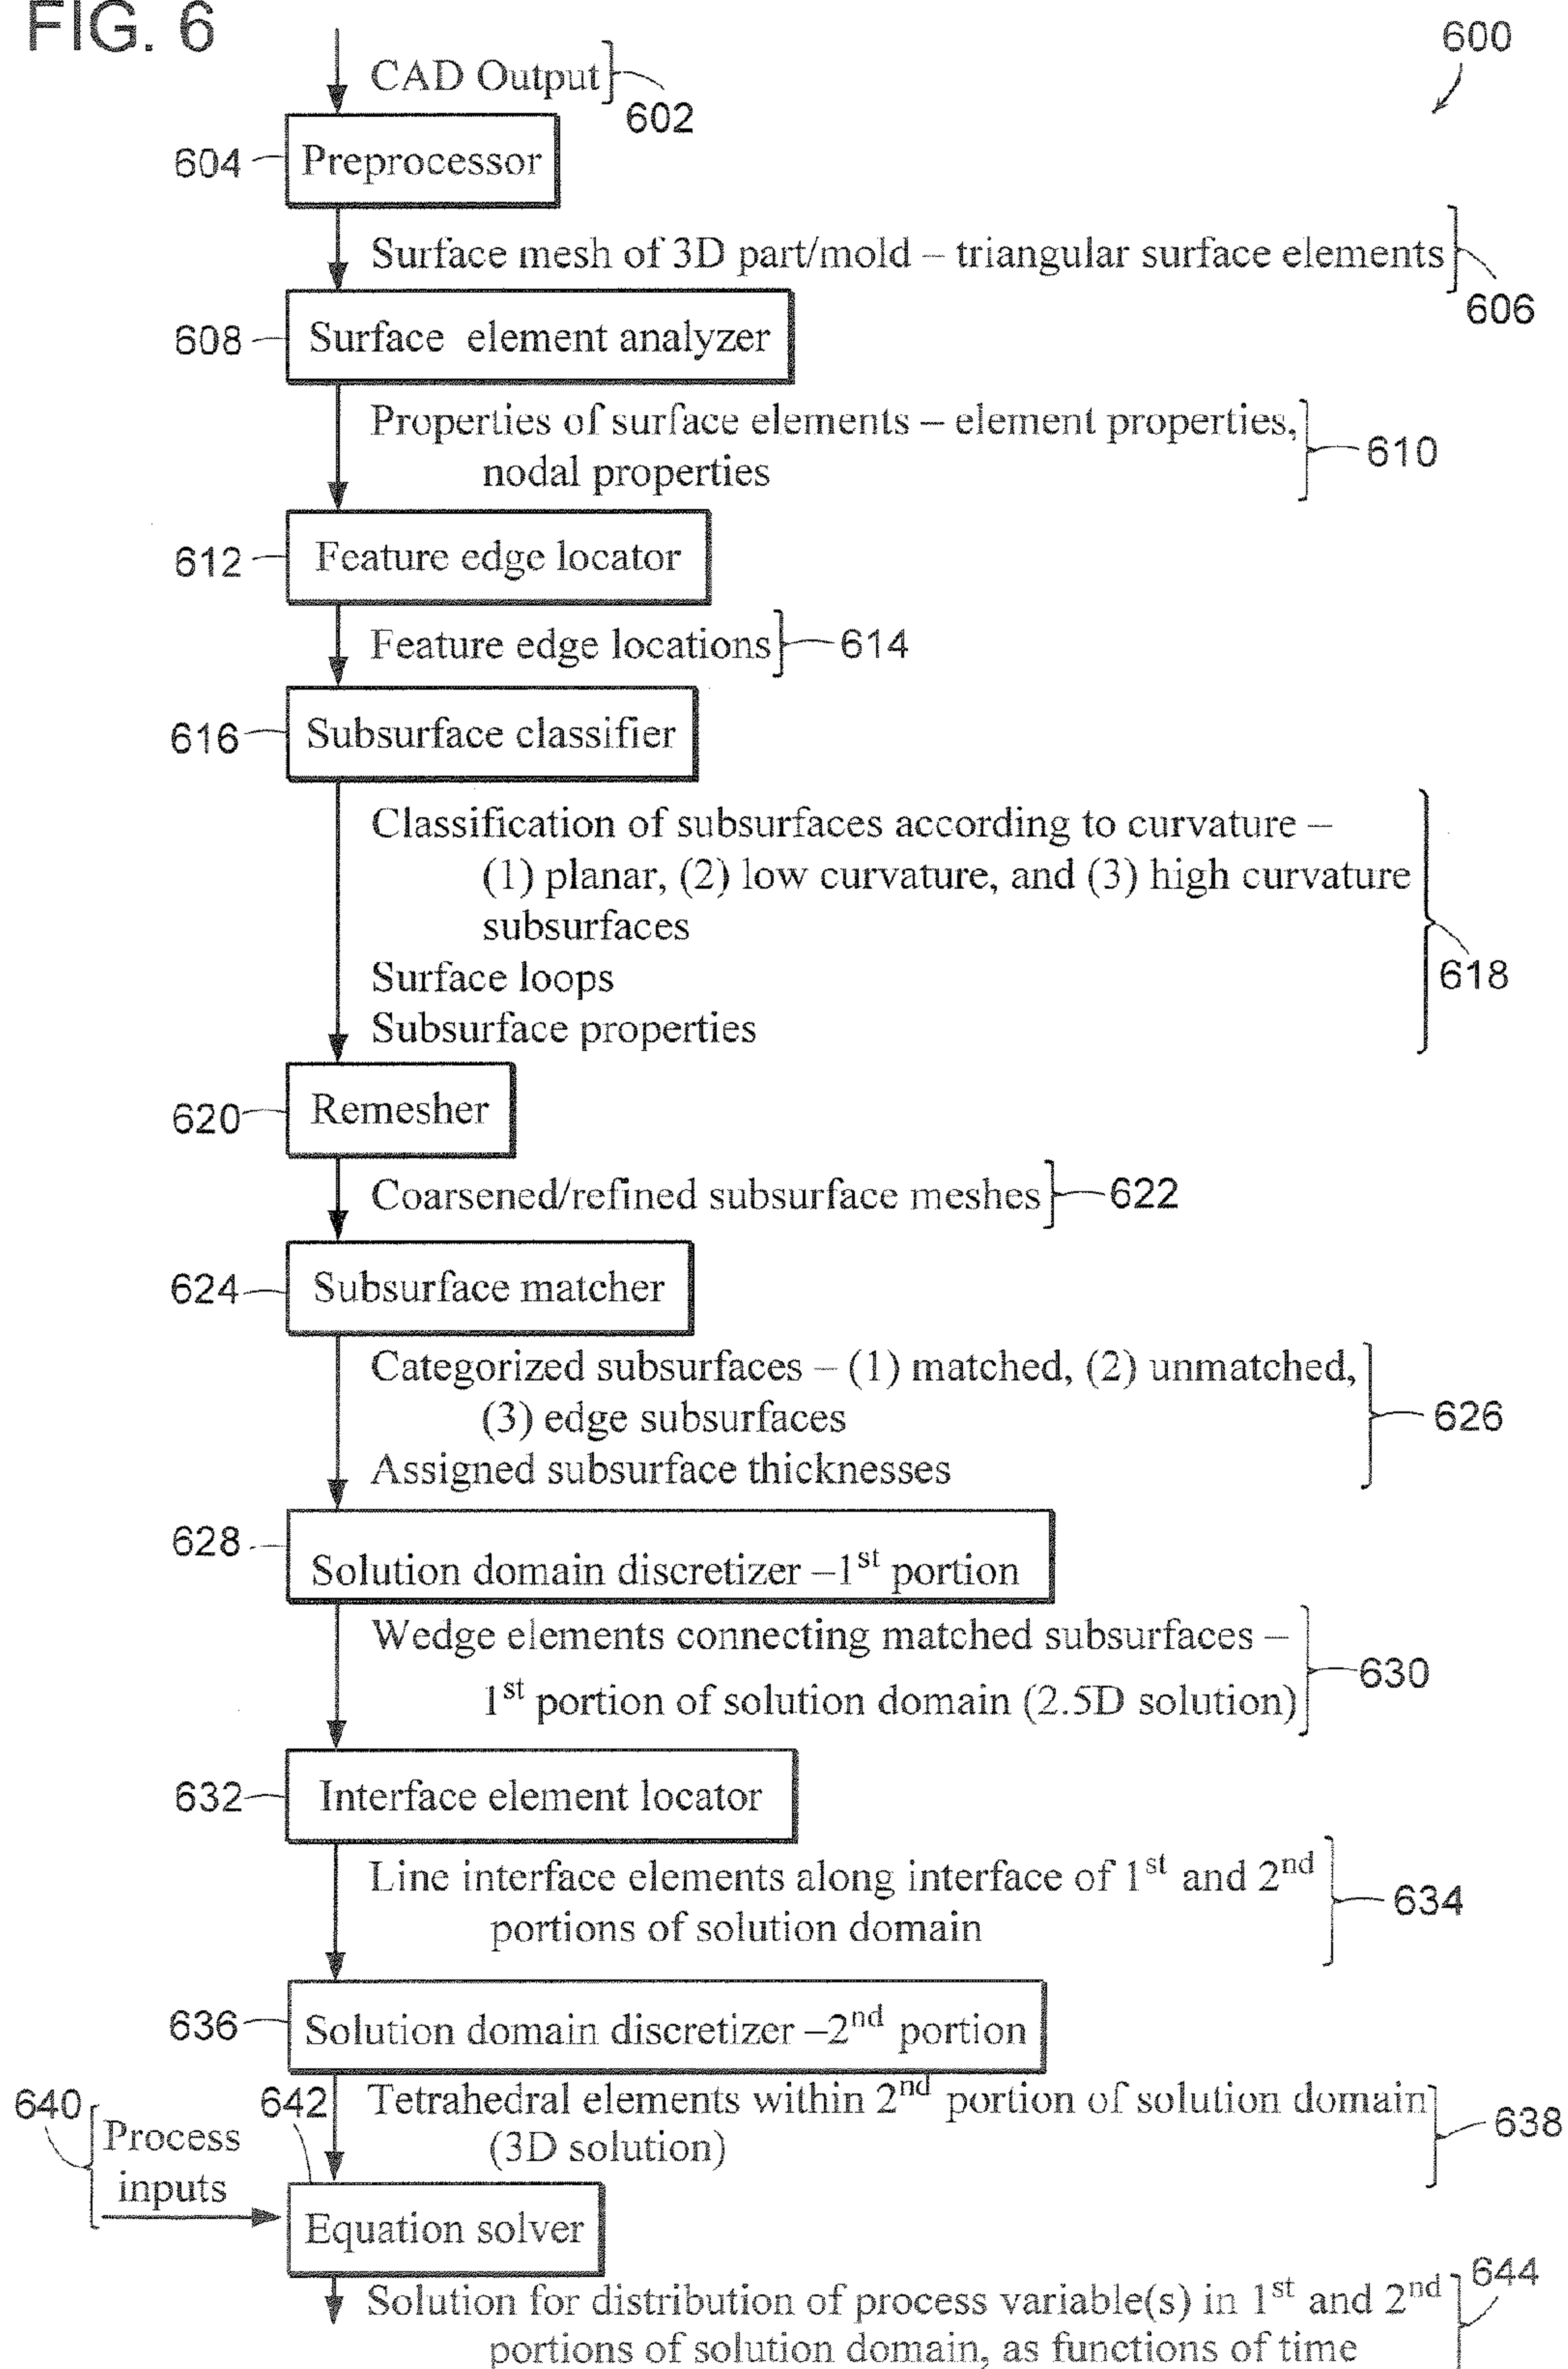 FIG. 6
600
CAD Output
602
604
Preprocessor
Surface mesh of 3D part/mold – triangular surface elements
606
608
Surface element analyzer
Properties of surface elements – element properties,
nodal properties
610
612
Feature edge locator
Feature edge locations
614
616
Subsurface classifier
Classification of subsurfaces according to curvature –
(1) planar, (2) low curvature, and (3) high curvature
subsurfaces
Surface loops
Subsurface properties
618
620
Remesher
Coarsened/refined subsurface meshes
622
624
Subsurface matcher
Categorized subsurfaces – (1) matched, (2) unmatched,
(3) edge subsurfaces
Assigned subsurface thicknesses
626
628
Solution domain discretizer –1st portion
Wedge elements connecting matched subsurfaces –
1st portion of solution domain (2.5D solution)
630
632
Interface element locator
Line interface elements along interface of 1st and 2nd
portions of solution domain
634
636
Solution domain discretizer –2nd portion
Tetrahedral elements within 2nd portion of solution domain
(3D solution)
638
640
Process
inputs
642
Equation solver
Solution for distribution of process variable(s) in 1st and 2nd
portions of solution domain, as functions of time
644